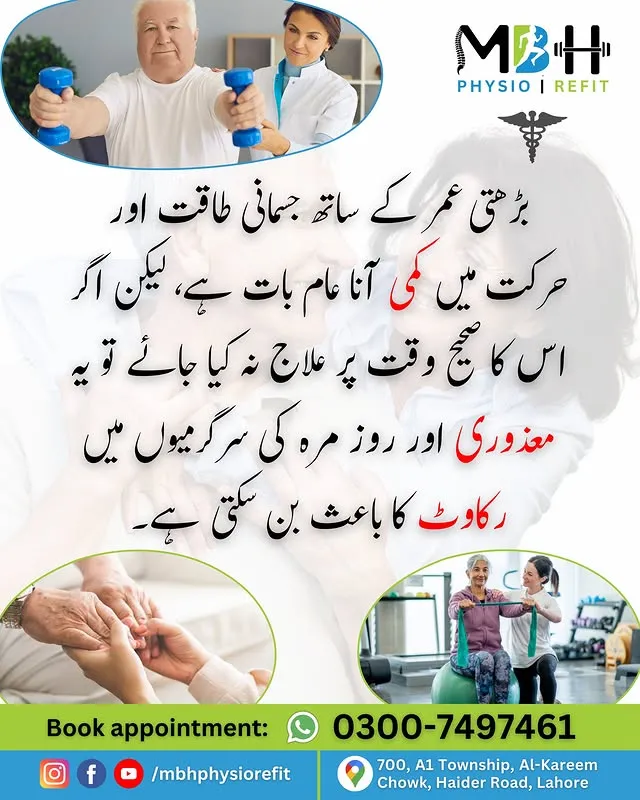 MBH
PHYSIO | REFIT
بڑھتی عمر کے ساتھ جسمانی طاقت اور
حرکت میں کمی آنا عام بات ہے، لیکن اگر
اس کا صحیح وقت پر علاج نہ کیا جائے تو یہ
معذوری اور روز مرہ کی سرگرمیوں میں
رکاوٹ کا باعث بن سکتی ہے۔
Book appointment: 0300-7497461
/mbhphysiorefit
700, A1 Township, Al-Kareem
Chowk, Haider Road, Lahore